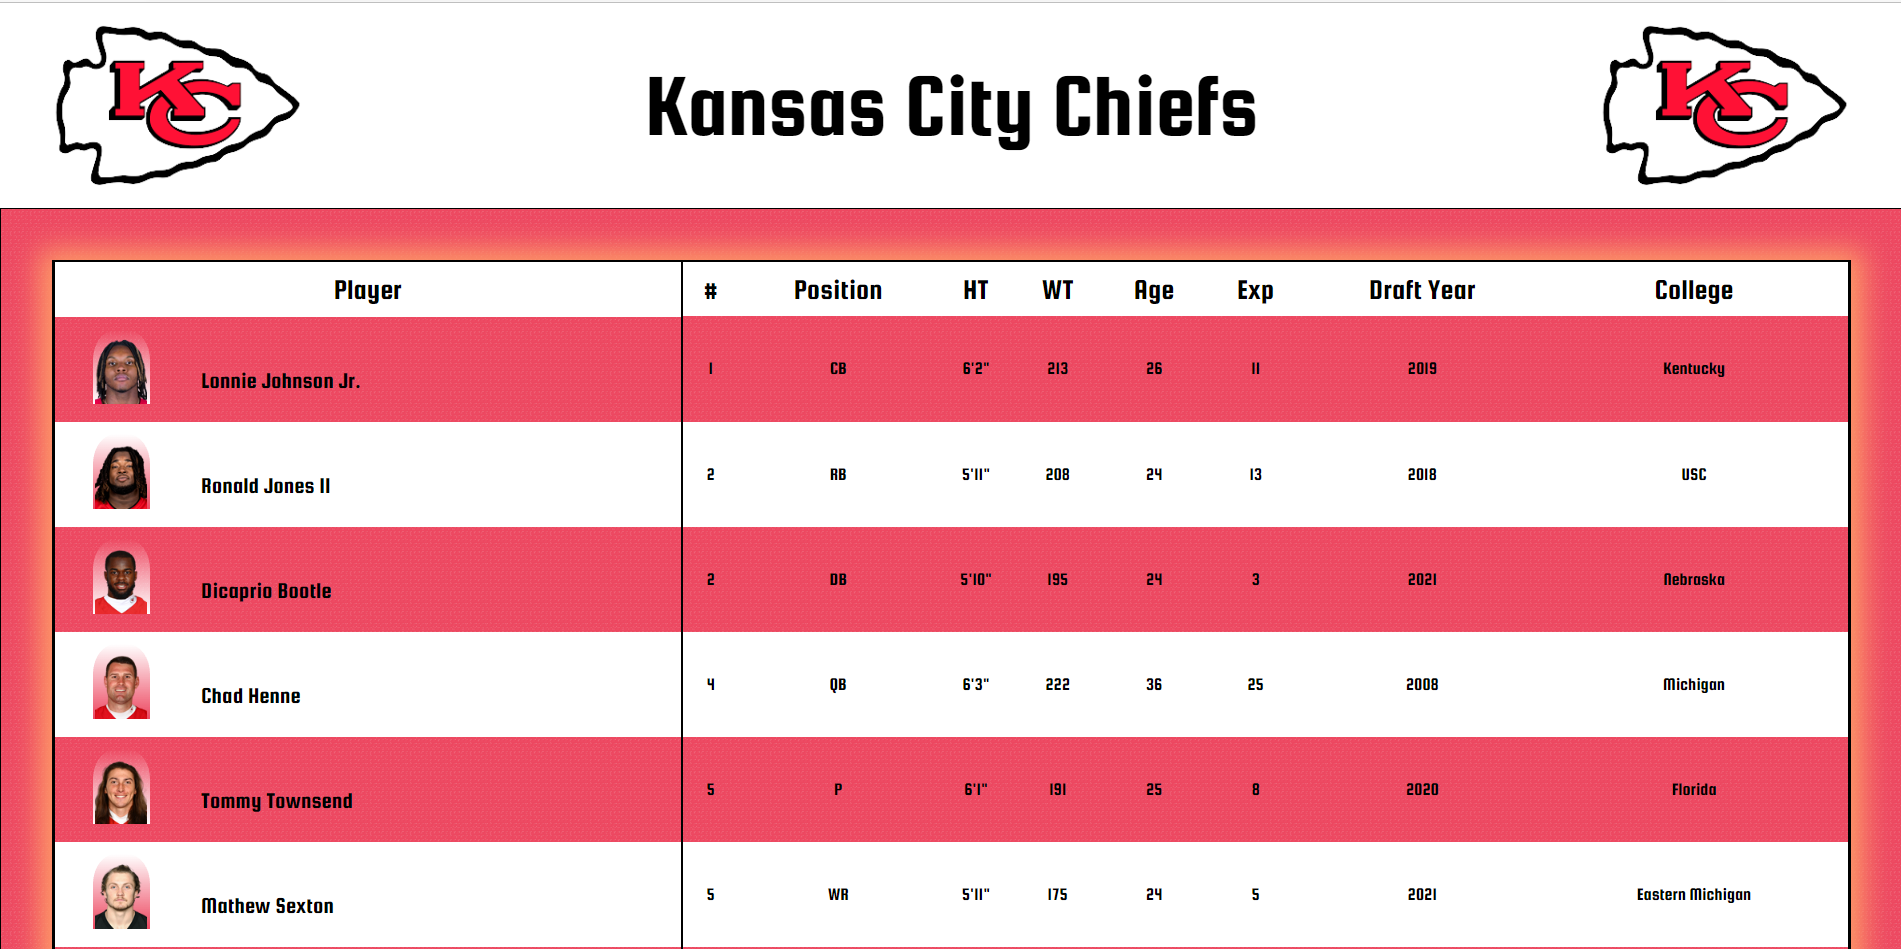 KC Kansas City Chiefs KC
Player # Position HT WT Age Exp Draft Year College
Lonnie Johnson Jr. 1 CB 6'2" 213 26 11 2019 Kentucky
Ronald Jones II 2 RB 5'11" 208 24 13 2018 USC
Dicaprio Bootle 2 DB 5'10" 195 24 3 2021 Nebraska
Chad Henne 4 QB 6'3" 222 36 25 2008 Michigan
Tommy Townsend 5 P 6'1" 191 25 8 2020 Florida
Mathew Sexton 5 WR 5'11" 175 24 5 2021 Eastern Michigan